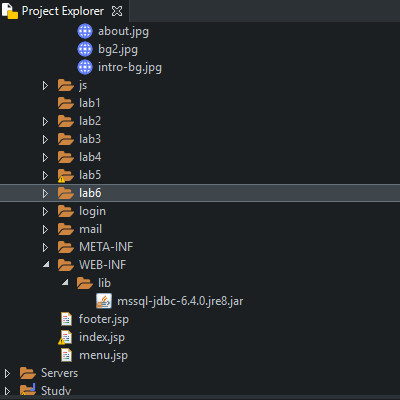 Project Explorer
about.jpg
bg2.jpg
intro-bg.jpg
js
lab1
lab2
lab3
lab4
lab5
lab6
login
mail
META-INF
WEB-INF
lib
mssql-jdbc-6.4.0.jre8.jar
footer.jsp
index.jsp
menu.jsp
Servers
Study